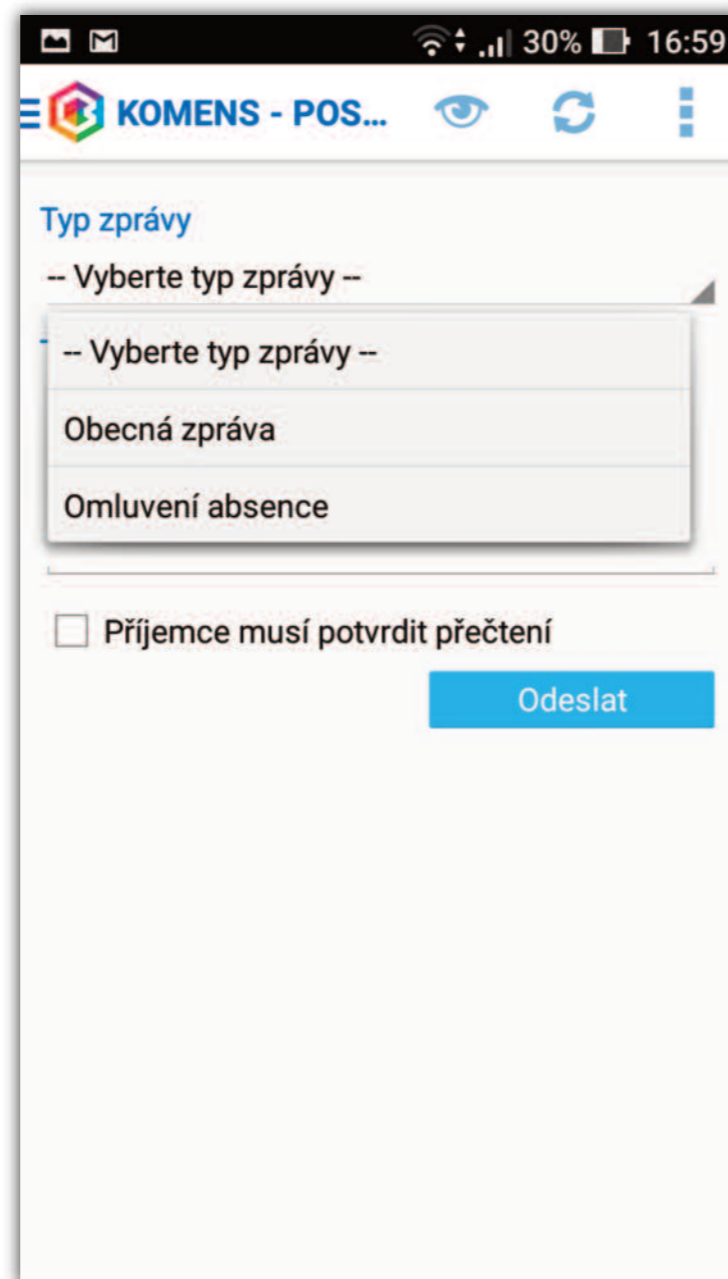 30% 16:59
KOMENS - POS...
Typ zprávy
-- Vyberte typ zprávy --
-- Vyberte typ zprávy --
Obecná zpráva
Omluvení absence
Příjemce musí potvrdit přečtení
Odeslat